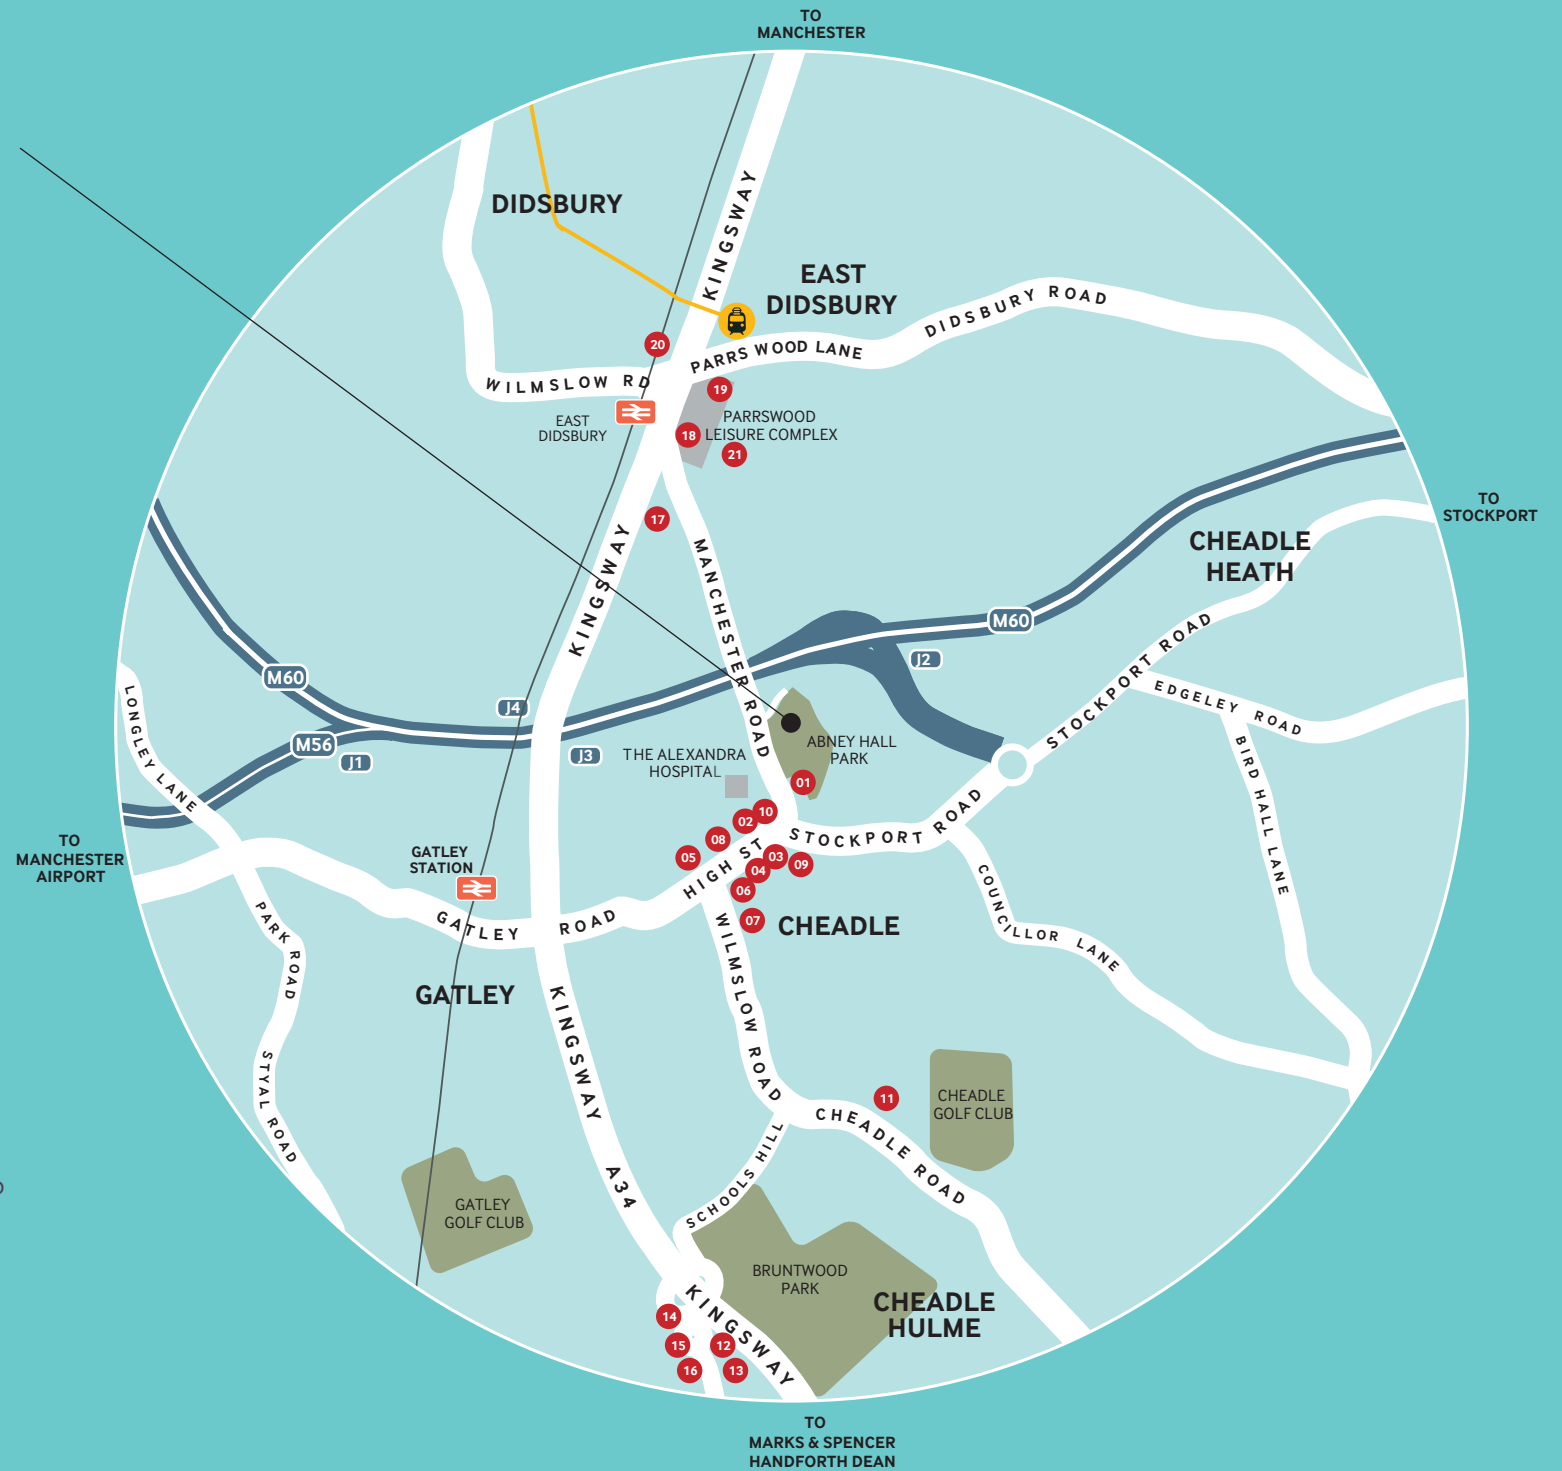 TO
MANCHESTER
DIDSBURY
KINGSWAY
EAST
DIDSBURY
DIDSBURY ROAD
20
PARRS WOOD LANE
WILMSLOW RD
19
EAST
DIDSBURY
PARRSWOOD
LEISURE COMPLEX
18
21
TO
STOCKPORT
17
KINGSWAY
MANCHESTER ROAD
CHEADLE
HEATH
M60
J2
M60
STOCKPORT ROAD
EDGELEY ROAD
LONGLEY LANE
J4
M56
J1
J3
THE ALEXANDRA
HOSPITAL
ABNEY HALL
PARK
01
BIRD HALL LANE
10
02
08
05
HIGH ST
STOCKPORT ROAD
03
09
04
06
07
TO
MANCHESTER
AIRPORT
GATLEY
STATION
GATLEY ROAD
CHEADLE
COUNCILLOR LANE
PARK ROAD
WILMSLOW ROAD
GATLEY
KINGSWAY
STYAL ROAD
11
CHEADLE
GOLF CLUB
CHEADLE ROAD
SCHOOLS HILL
A34
GATLEY
GOLF CLUB
BRUNTWOOD
PARK
CHEADLE
HULME
KINGSWAY
14
15
12
16
13
TO
MARKS & SPENCER
HANDFORTH DEAN